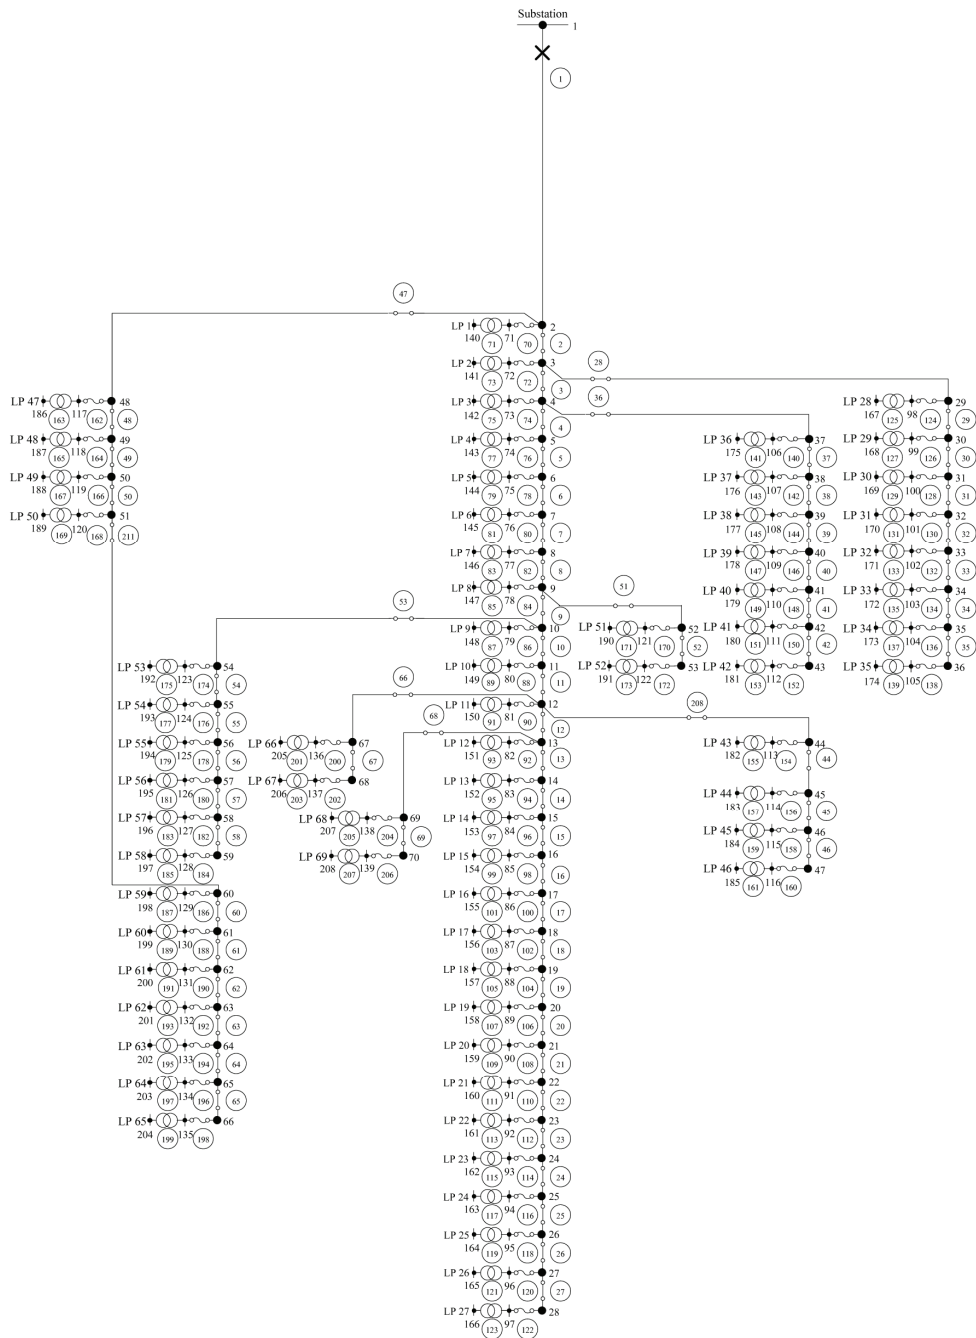 Substation
1
1
47
LP 1 2
140 71 71 70 2
LP 2 3
141 73 72 72 3
LP 3 4
142 75 73 74 4
LP 4 5
143 77 74 76 5
LP 5 6
144 79 75 78 6
LP 6 7
145 81 76 80 7
LP 7 8
146 83 77 82 8
LP 8 9
147 85 78 84 9
LP 9 10
148 87 79 86 10
LP 10 11
149 89 80 88 11
LP 11 12
150 91 81 90 12
LP 12 13
151 93 82 92 13
LP 13 14
152 95 83 94 14
LP 14 15
153 97 84 96 15
LP 15 16
154 99 85 98 16
LP 16 17
155 101 86 100 17
LP 17 18
156 103 87 102 18
LP 18 19
157 105 88 104 19
LP 19 20
158 107 89 106 20
LP 20 21
159 109 90 108 21
LP 21 22
160 111 91 110 22
LP 22 23
161 113 92 112 23
LP 23 24
162 115 93 114 24
LP 24 25
163 117 94 116 25
LP 25 26
164 119 95 118 26
LP 26 27
165 121 96 120 27
LP 27 28
166 123 97 122
28
LP 28 29
167 125 98 124 29
LP 29 30
168 127 99 126 30
LP 30 31
169 129 100 128 31
LP 31 32
170 131 101 130 32
LP 32 33
171 133 102 132 33
LP 33 34
172 135 103 134 34
LP 34 35
173 137 104 136 35
LP 35 36
174 139 105 138
36
LP 36 37
175 141 106 140 37
LP 37 38
176 143 107 142 38
LP 38 39
177 145 108 144 39
LP 39 40
178 147 109 146 40
LP 40 41
179 149 110 148 41
LP 41 42
180 151 111 150 42
LP 42 43
181 153 112 152
208
LP 43 44
182 155 113 154 44
LP 44 45
183 157 114 156 45
LP 45 46
184 159 115 158 46
LP 46 47
185 161 116 160
LP 47 48
186 163 117 162 48
LP 48 49
187 165 118 164 49
LP 49 50
188 167 119 166 50
LP 50 51
189 169 120 168 211
51
LP 51 52
190 171 121 170 52
LP 52 53
191 173 122 172
53
LP 53 54
192 175 123 174 54
LP 54 55
193 177 124 176 55
LP 55 56
194 179 125 178 56
LP 56 57
195 181 126 180 57
LP 57 58
196 183 127 182 58
LP 58 59
197 185 128 184
LP 59 60
198 187 129 186 60
LP 60 61
199 189 130 188 61
LP 61 62
200 191 131 190 62
LP 62 63
201 193 132 192 63
LP 63 64
202 195 133 194 64
LP 64 65
203 197 134 196 65
LP 65 66
204 199 135 198
66
LP 66 67
205 201 136 200 67
LP 67 68
206 203 137 202
68
LP 68 69
207 205 138 204 69
LP 69 70
208 207 139 206